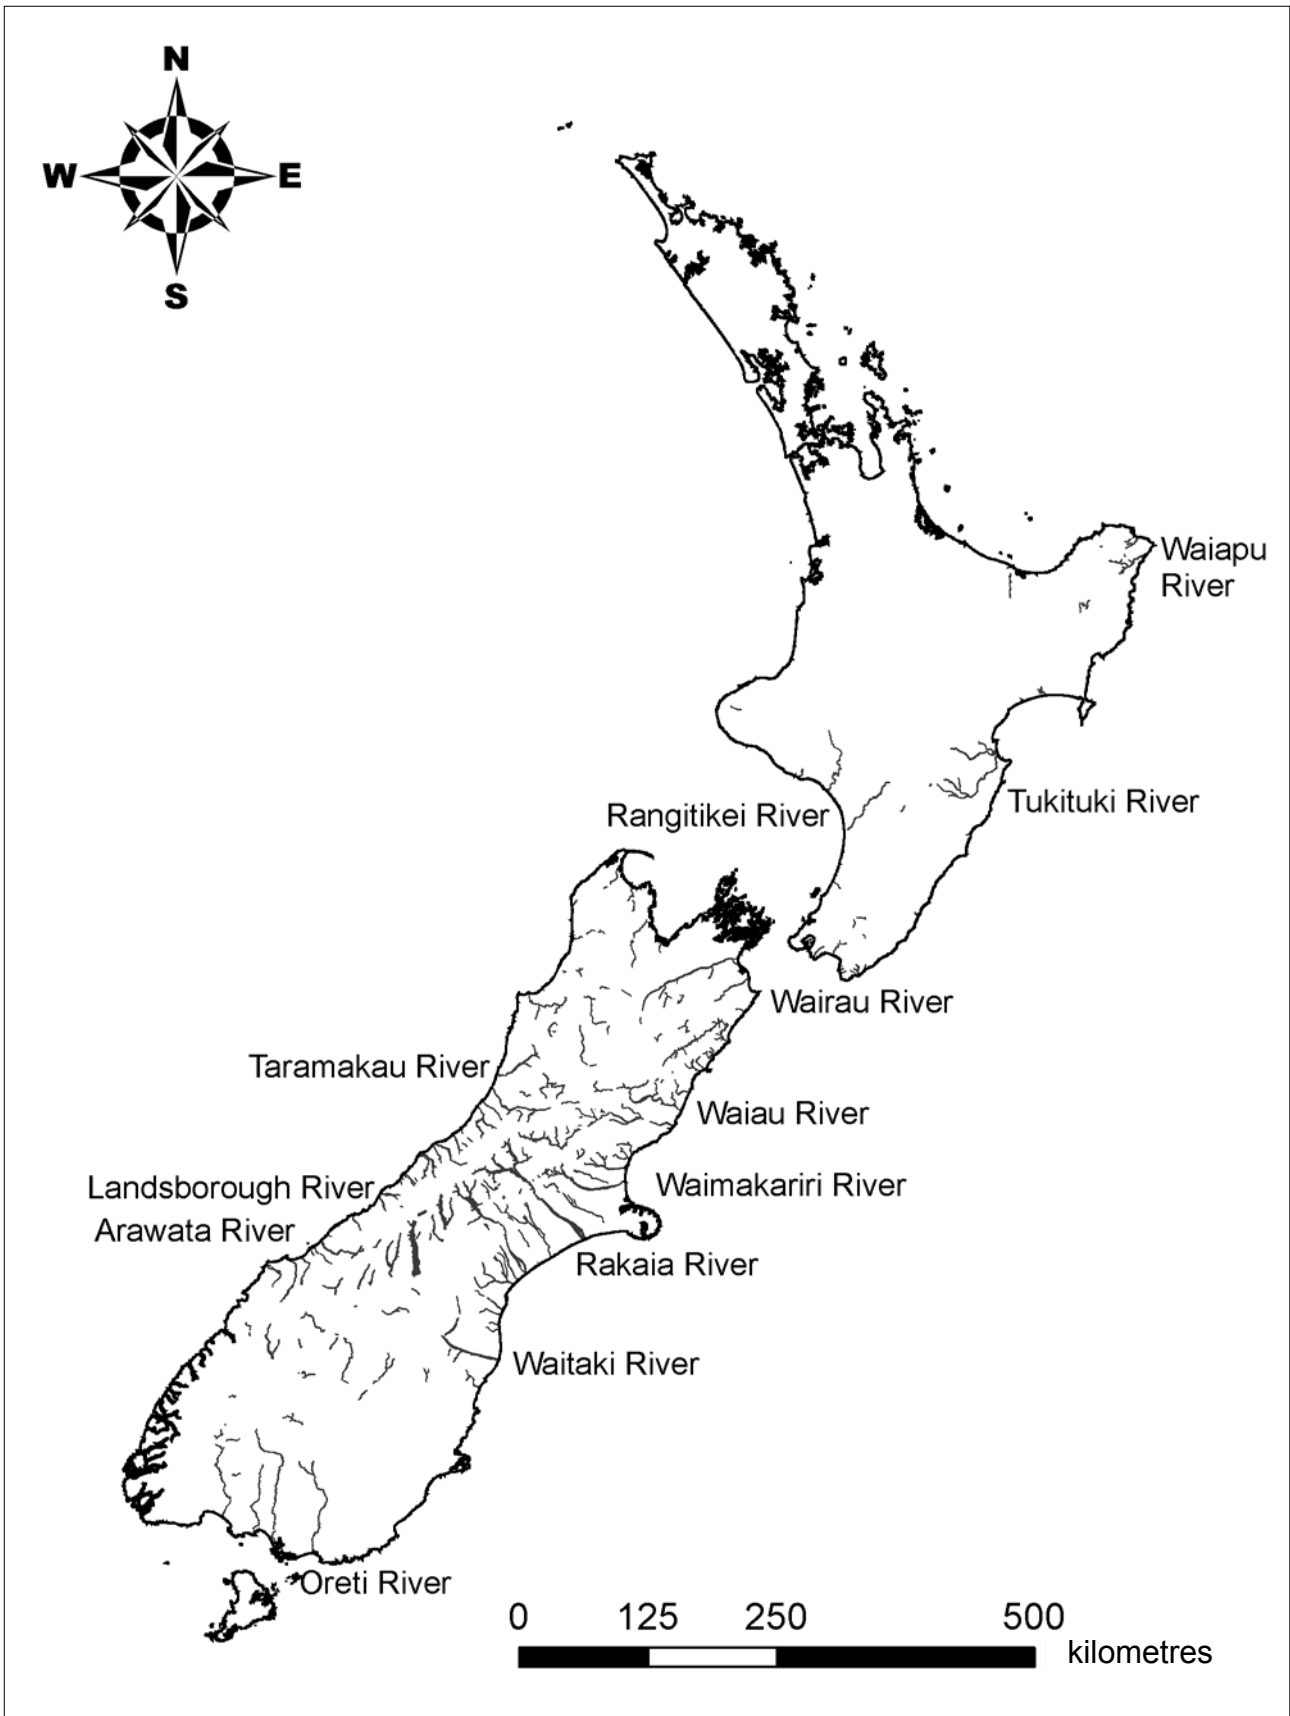 N
W
E
S
Waiapu
River
Rangitikei River
Tukituki River
Wairau River
Taramakau River
Waiau River
Landsborough River
Waimakariri River
Arawata River
Rakaia River
Waitaki River
Oreti River
0 125 250 500
kilometres